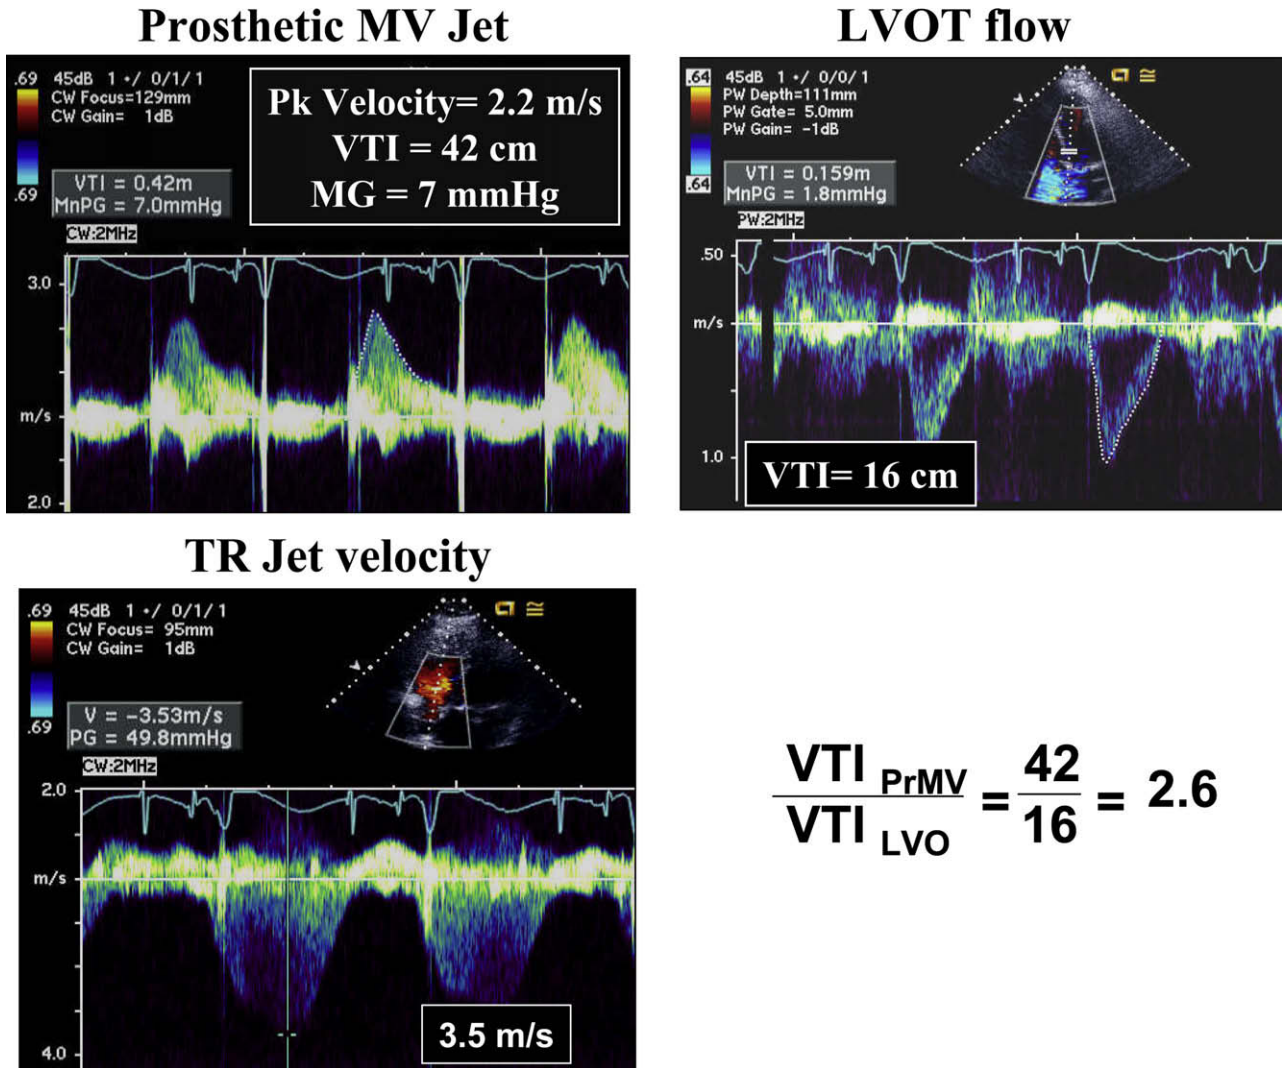 Prosthetic MV Jet
.69 45dB 1 •/ 0/1/1
CW Focus=129mm
CW Gain= 1dB
.69
VTI = 0.42m
MnPG = 7.0mmHg
CW:2MHz
Pk Velocity= 2.2 m/s
VTI = 42 cm
MG = 7 mmHg
3.0
m/s
2.0
LVOT flow
.64 45dB 1 •/ 0/0/1
PW Depth=111mm
PW Gate= 5.0mm
PW Gain= -1dB
.64
VTI = 0.159m
MnPG = 1.8mmHg
PW:2MHz
.50
m/s
1.0
VTI= 16 cm
TR Jet velocity
.69 45dB 1 •/ 0/1/1
CW Focus= 95mm
CW Gain= 1dB
.69
V = -3.53m/s
PG = 49.8mmHg
CW:2MHz
2.0
m/s
4.0
3.5 m/s
VTI PrMV = 42 = 2.6
VTI LVO 16